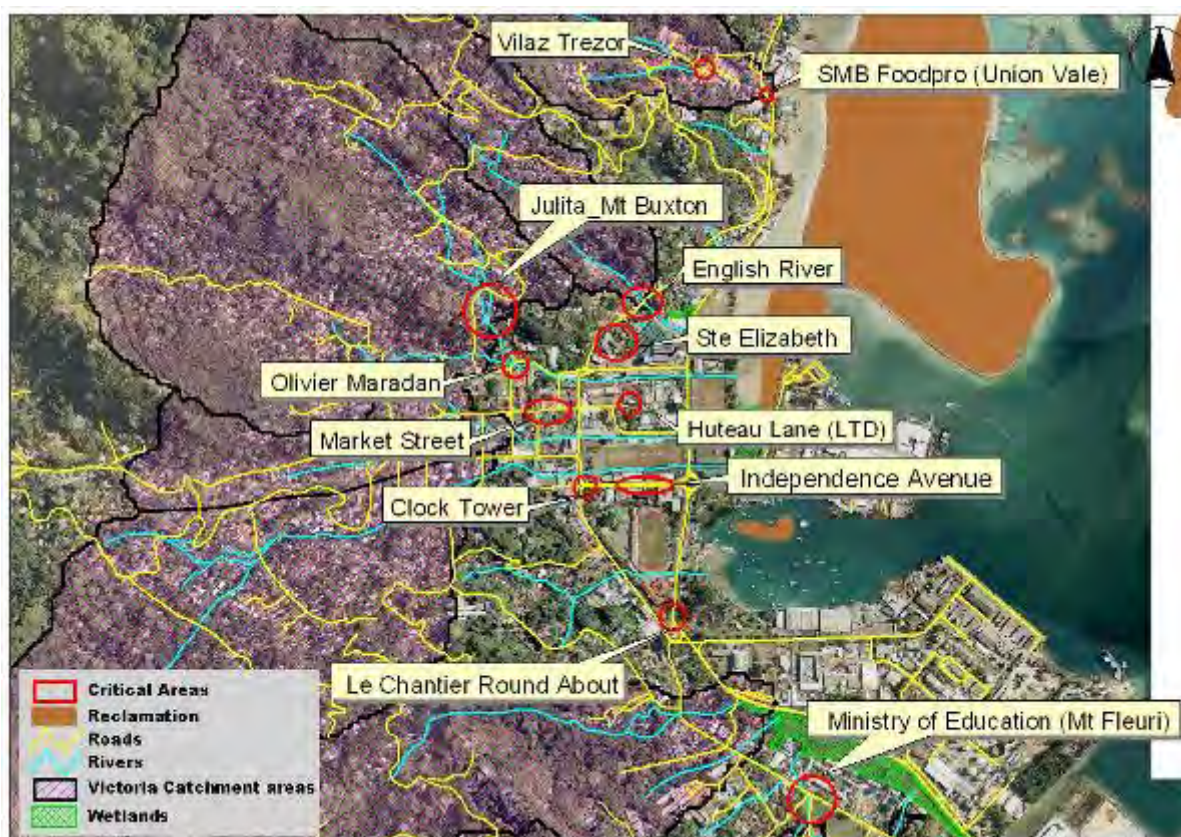 Vilaz Trezor
SMB Foodpro (Union Vale)
Julita_Mt Buxton
English River
Ste Elizabeth
Olivier Maradan
Market Street
Huteau Lane (LTD)
Independence Avenue
Clock Tower
Le Chantier Round About
Ministry of Education (Mt Fleuri)
Critical Areas
Reclamation
Roads
Rivers
Victoria Catchment areas
Wetlands